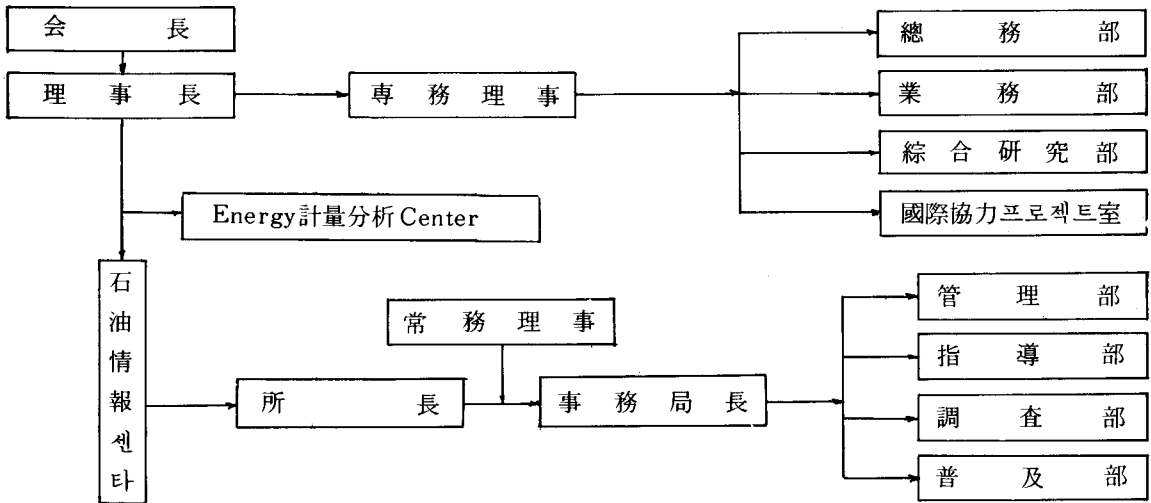 会長
理事長
専務理事
總務部
業務部
綜合研究部
國際協力프로젝트室
Energy計量分析Center
石油情報센타
常務理事
所長
事務局長
管理部
指導部
調査部
普及部